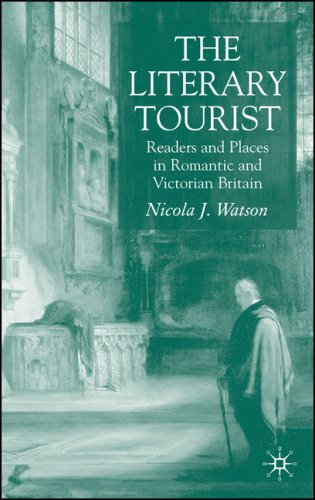 THE
LITERARY
TOURIST
Readers and Places
in Romantic and
Victorian Britain
Nicola J. Watson